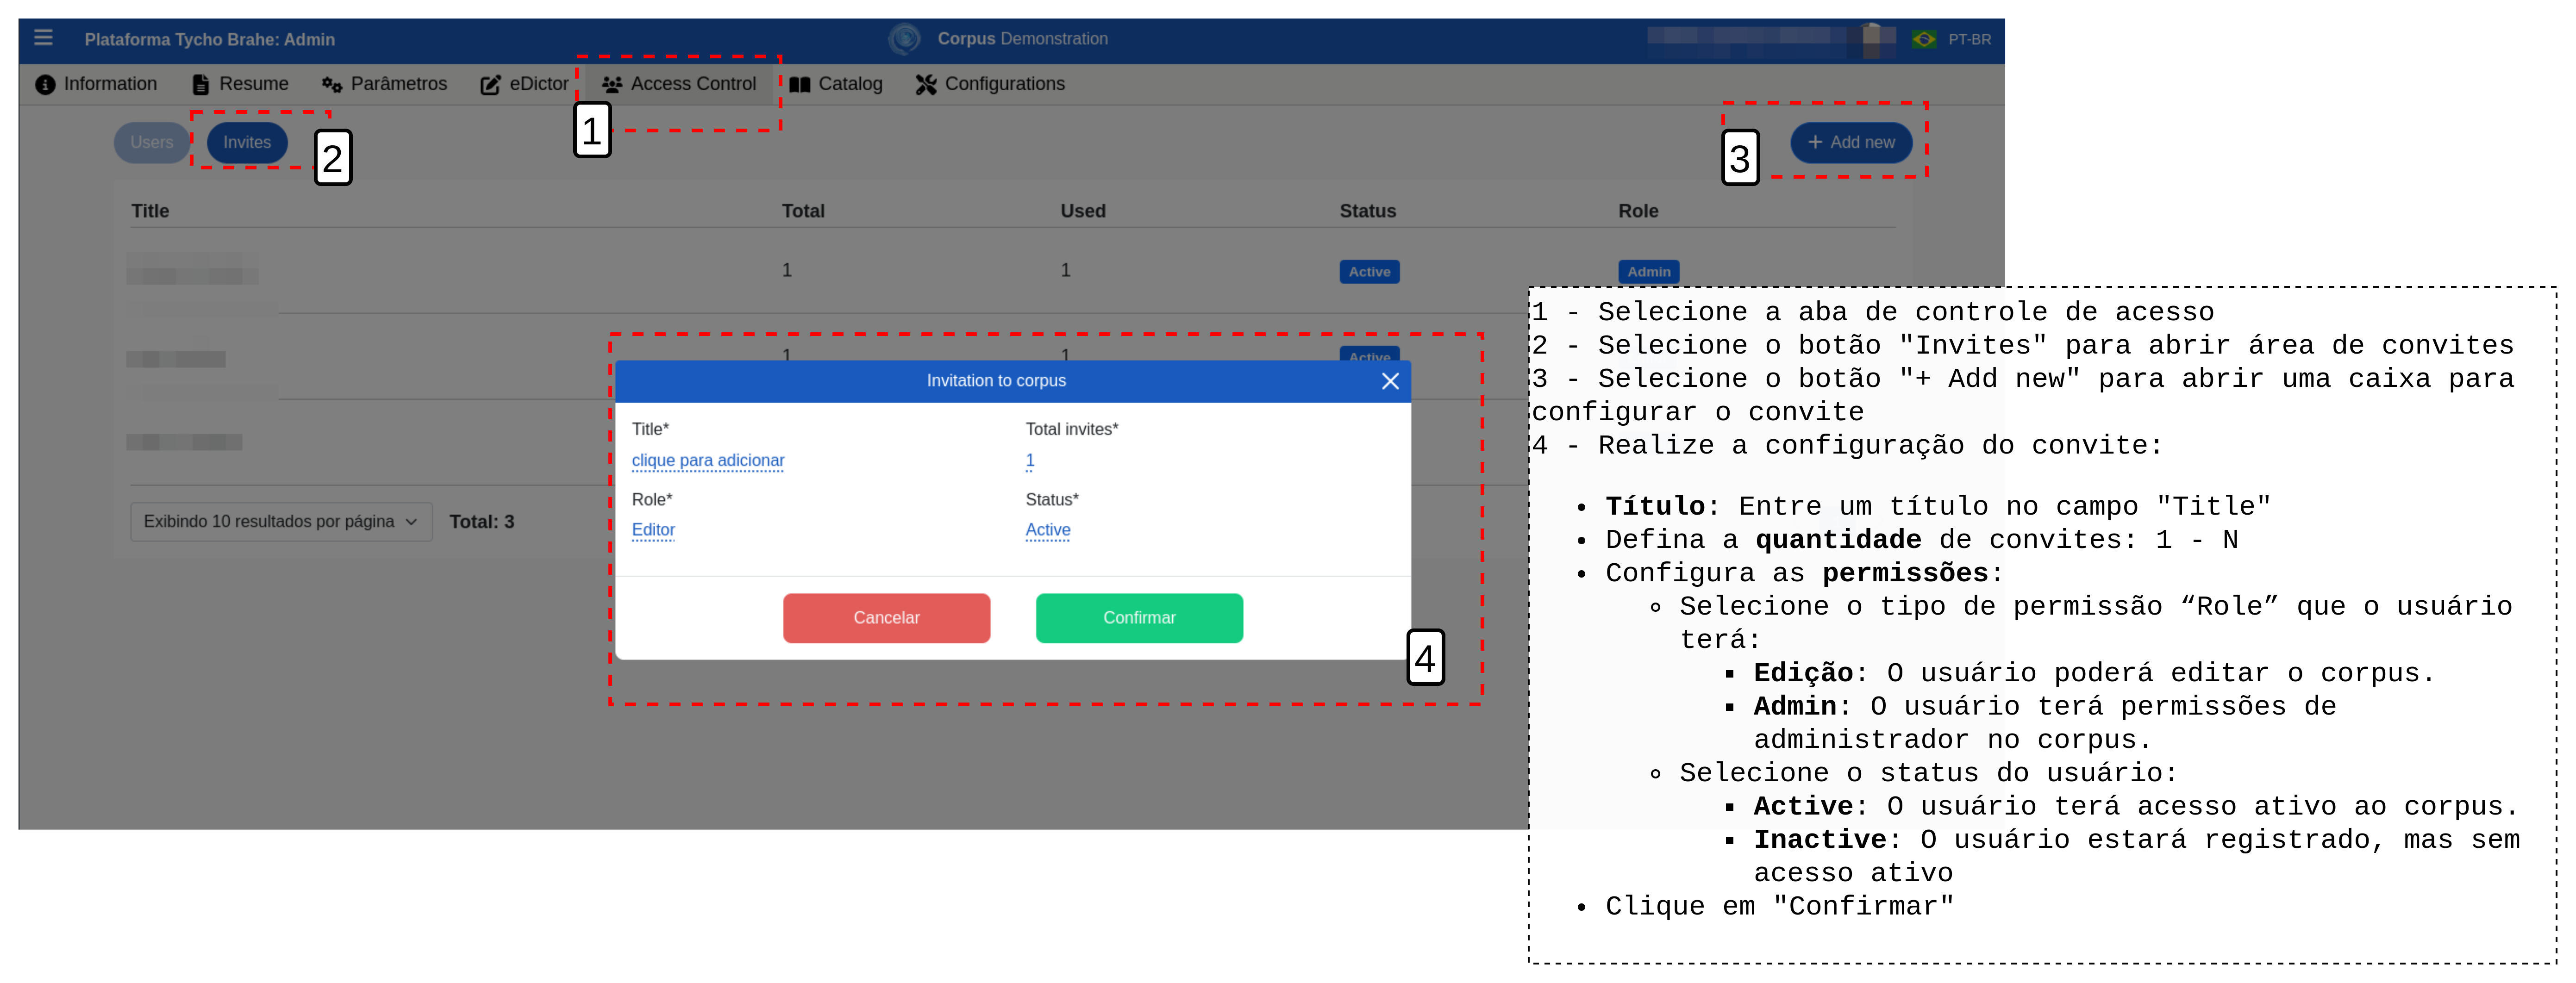 Plataforma Tycho Brahe: Admin
Corpus Demonstration
PT-BR
Information Resume Parâmetros eDictor Access Control Catalog Configurations
1
Users Invites
2
3
+ Add new
Title Total Used Status Role
1 1 Active Admin
1 1 Active
Exibindo 10 resultados por página Total: 3
Invitation to corpus
Title* Total invites*
clique para adicionar 1
Role* Status*
Editor Active
Cancelar Confirmar
4
1 - Selecione a aba de controle de acesso
2 - Selecione o botão "Invites" para abrir área de convites
3 - Selecione o botão "+ Add new" para abrir uma caixa para
configurar o convite
4 - Realize a configuração do convite:
• Título: Entre um título no campo "Title"
• Defina a quantidade de convites: 1 - N
• Configura as permissões:
◦ Selecione o tipo de permissão “Role” que o usuário
terá:
▪ Edição: O usuário poderá editar o corpus.
▪ Admin: O usuário terá permissões de
administrador no corpus.
◦ Selecione o status do usuário:
▪ Active: O usuário terá acesso ativo ao corpus.
▪ Inactive: O usuário estará registrado, mas sem
acesso ativo
• Clique em "Confirmar"